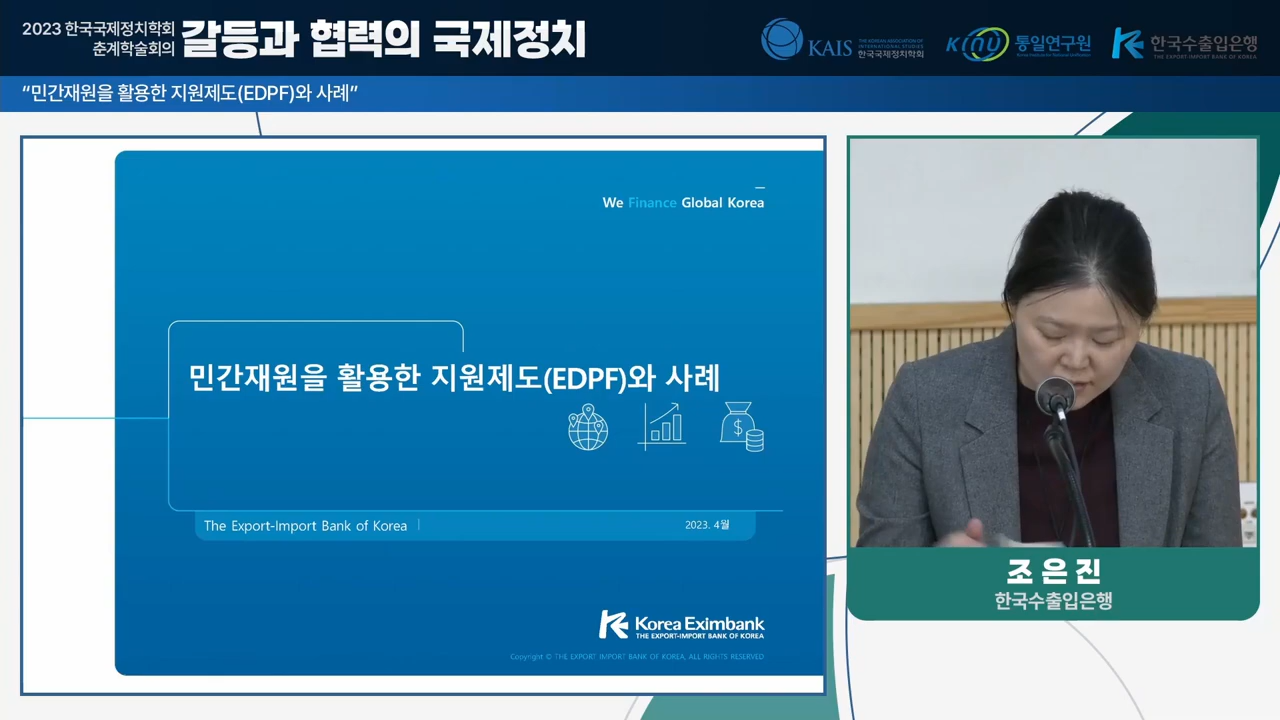 2023 한국국제정치학회
춘계학술회의
갈등과 협력의 국제정치
KAIS
THE KOREAN ASSOCIATION OF
INTERNATIONAL STUDIES
한국국제정치학회
KINU 통일연구원
Korea Institute for National Unification
한국수출입은행
THE EXPORT-IMPORT BANK OF KOREA
“민간재원을 활용한 지원제도(EDPF)와 사례”
We Finance Global Korea
민간재원을 활용한 지원제도(EDPF)와 사례
$
The Export-Import Bank of Korea
2023. 4월
Korea Eximbank
THE EXPORT-IMPORT BANK OF KOREA
Copyright © THE EXPORT IMPORT BANK OF KOREA, ALL RIGHTS RESERVED
조은진
한국수출입은행